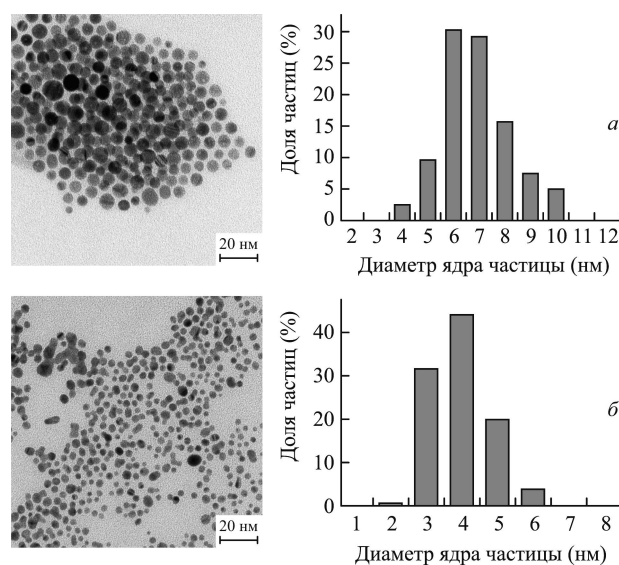 20 нм
Доля частиц (%)
30
25
20
15
10
5
0
2 3 4 5 6 7 8 9 10 11 12
Диаметр ядра частицы (нм)
а
20 нм
Доля частиц (%)
40
30
20
10
0
1 2 3 4 5 6 7 8
Диаметр ядра частицы (нм)
б